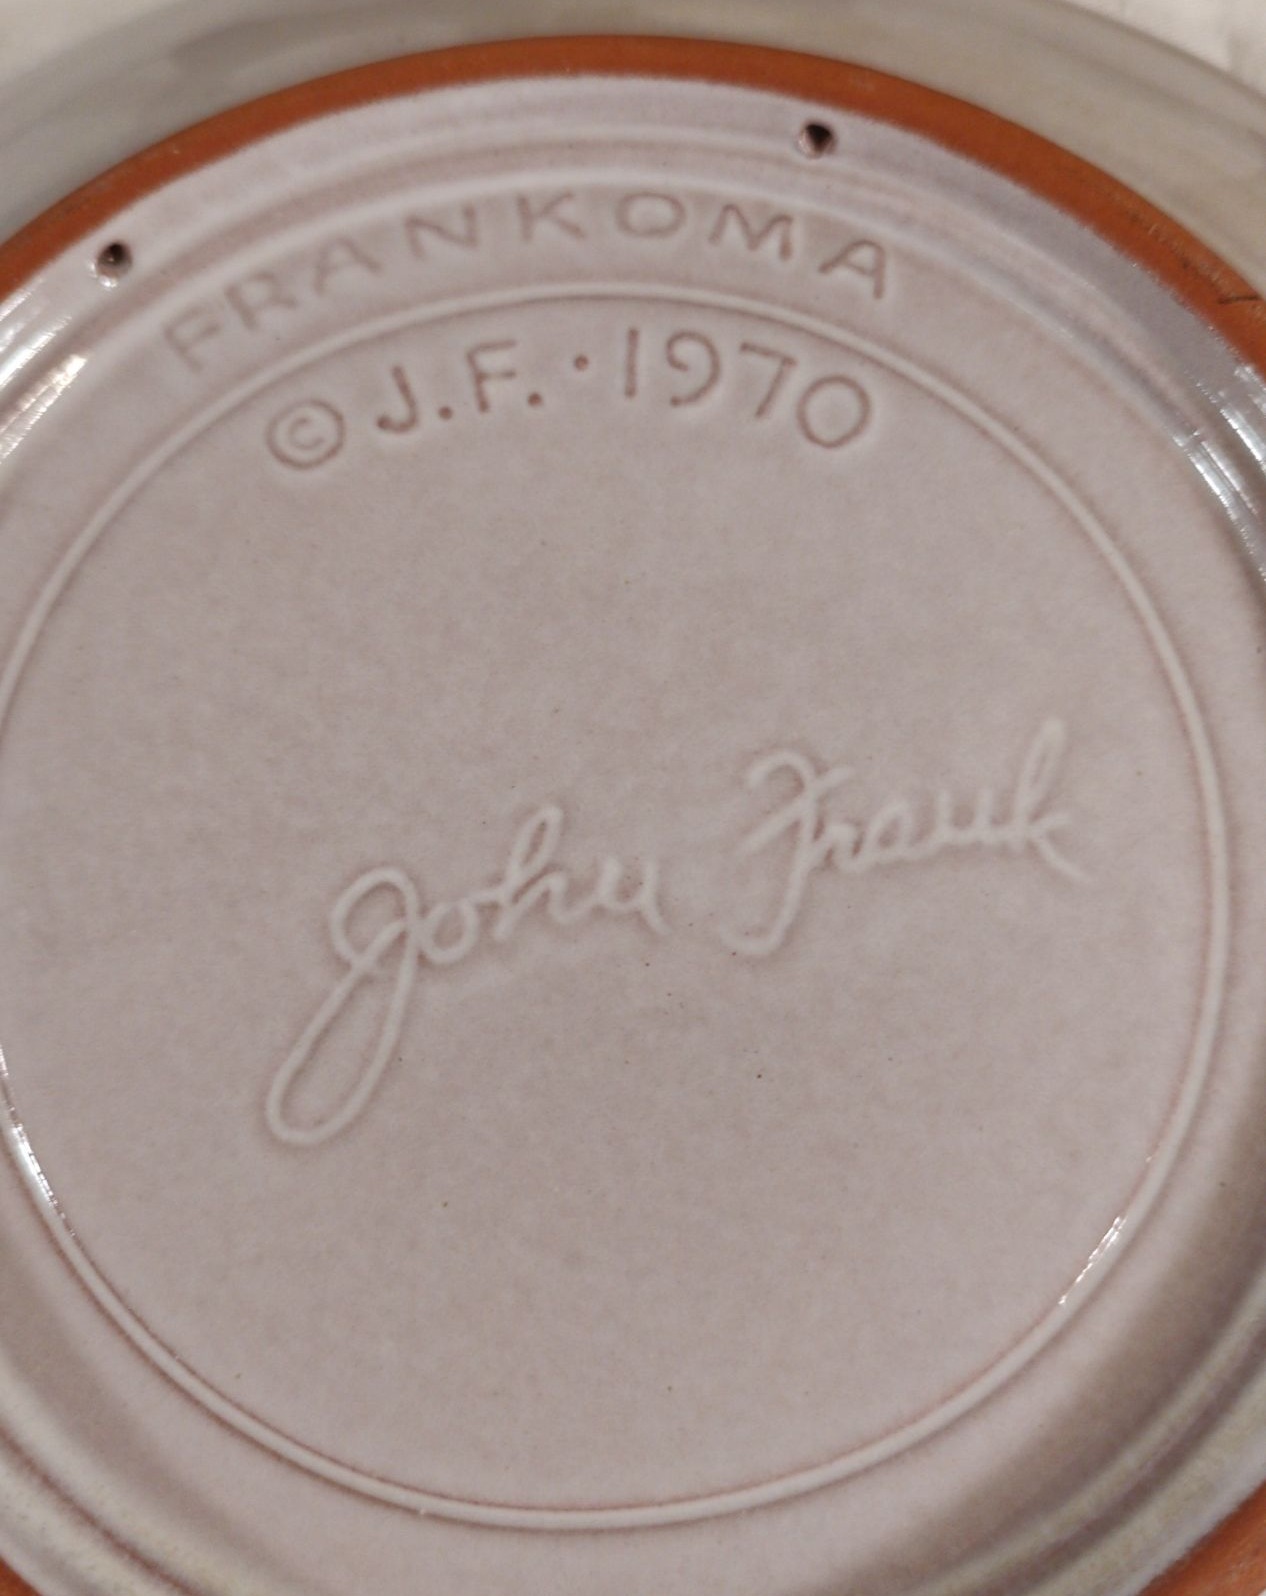 FRANKOMA
© J.F. · 1970
John Frank